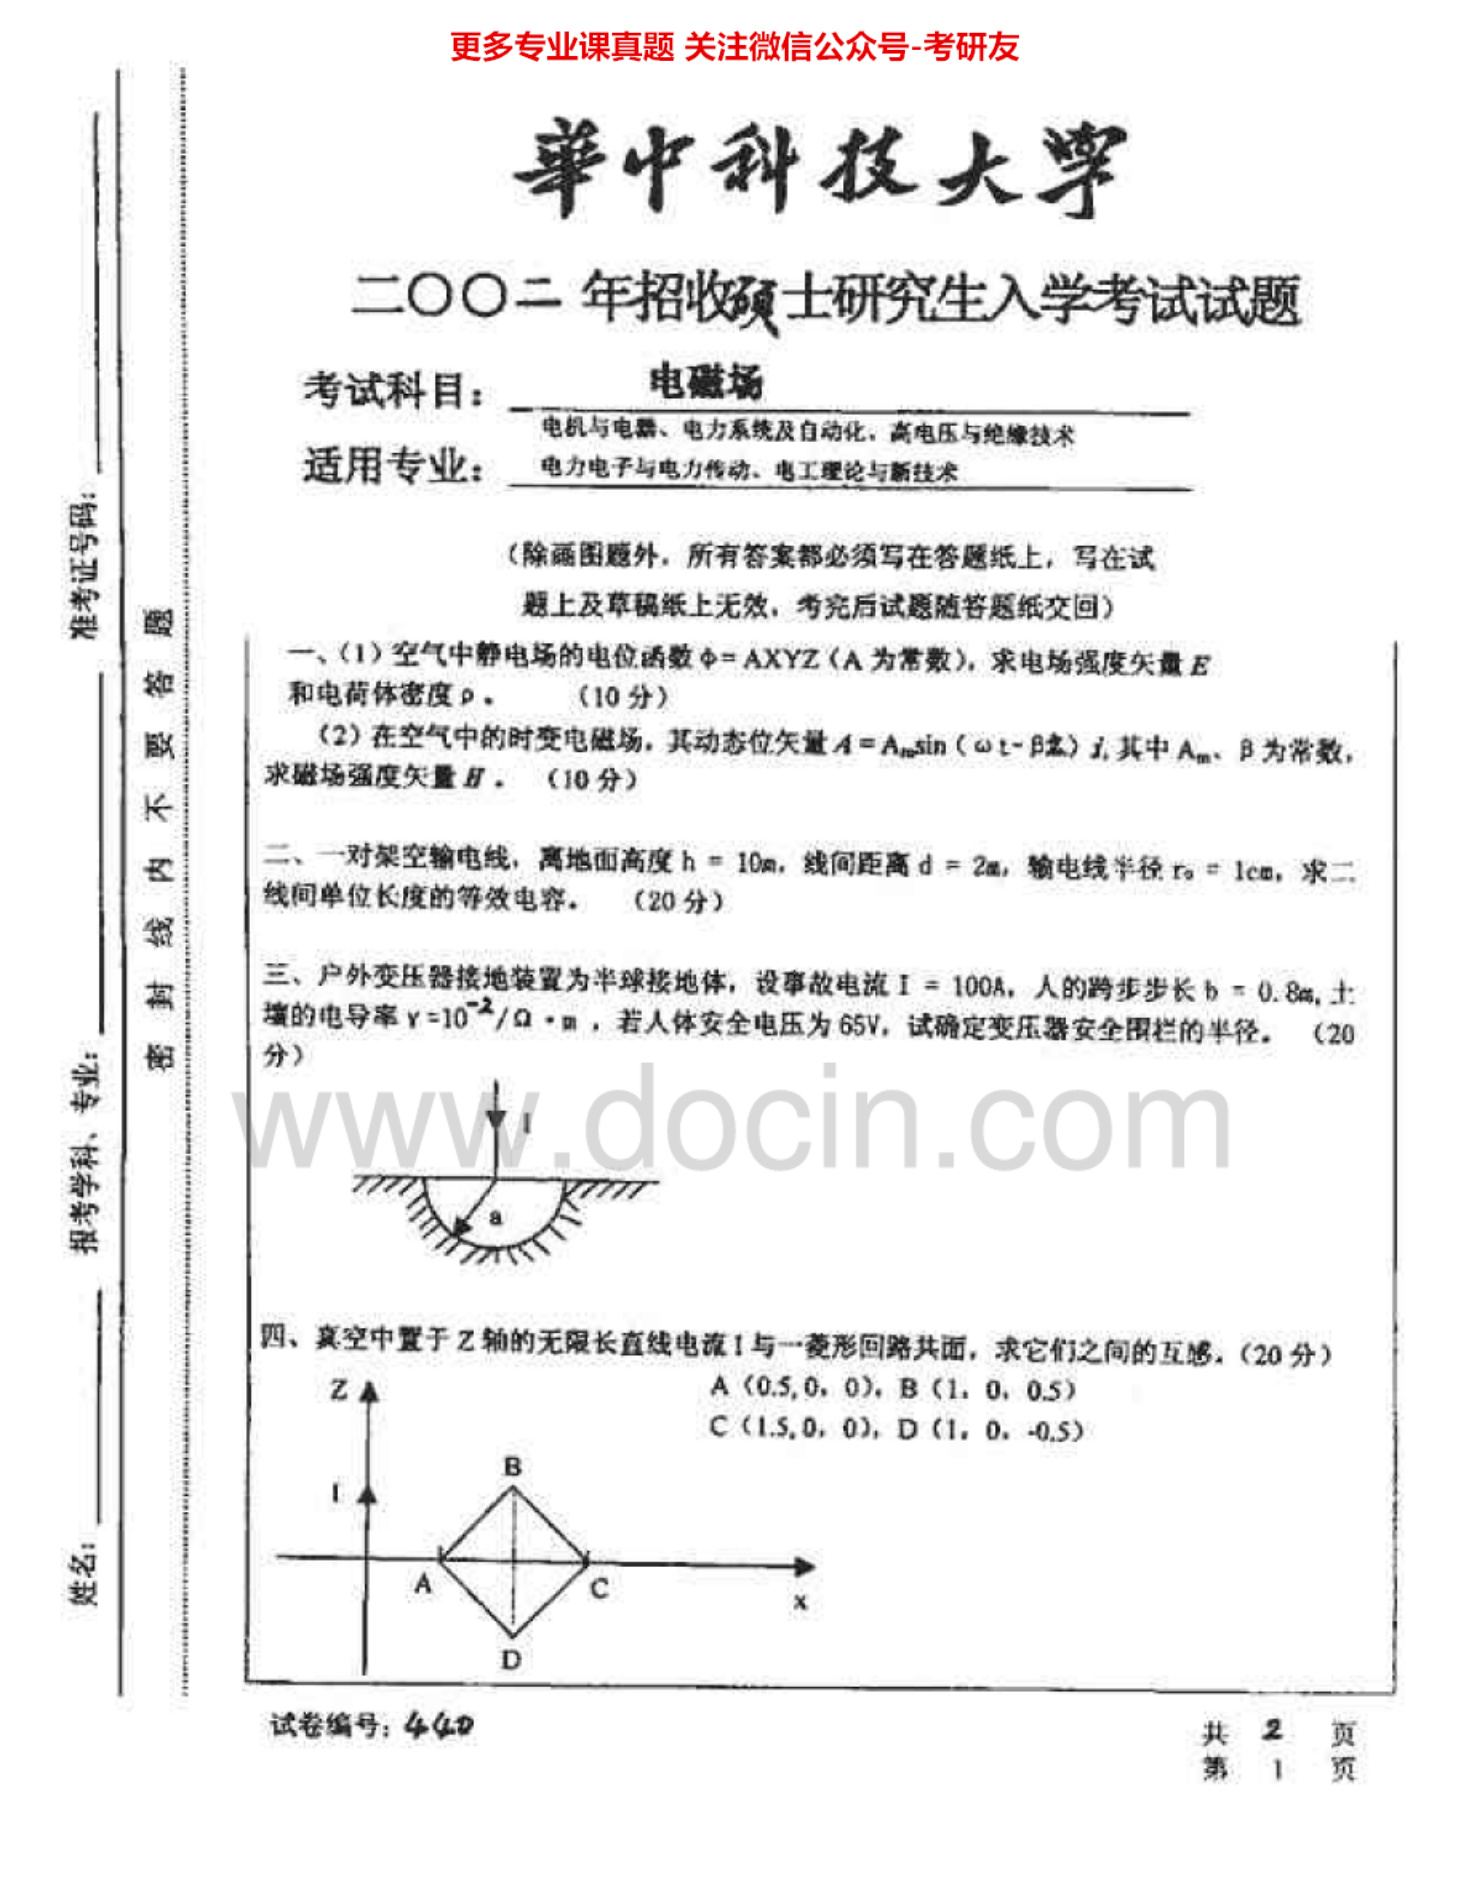 更多专业课真题 关注微信公众号-考研友
華中科技大学
二〇〇二 年招收硕士研究生入学考试试题
考试科目： 电磁场
适用专业： 电机与电器、电力系统及自动化、高电压与绝缘技术
电力电子与电力传动、电工理论与新技术
（除画图题外，所有答案都必须写在答题纸上，写在试
题上及草稿纸上无效，考完后试题随答题纸交回）
一、（1）空气中静电场的电位函数 φ= AXYZ（A 为常数），求电场强度矢量 E
和电荷体密度 ρ 。 （10 分）
（2）在空气中的时变电磁场，其动态位矢量 A = Aₘsin（ωt- βz）i, 其中 Aₘ、β 为常数，
求磁场强度矢量 H 。（10 分）
二、一对架空输电线，离地面高度 h = 10m，线间距离 d = 2m，输电线半径 r₀ = 1cm，求二
线间单位长度的等效电容。 （20 分）
三、户外变压器接地装置为半球接地体，设事故电流 I = 100A，人的跨步步长 b = 0.8m, 土
壤的电导率 γ=10⁻²/Ω·m ，若人体安全电压为 65V，试确定变压器安全围栏的半径。 （20
分）
I
a
四、真空中置于 Z 轴的无限长直线电流 I 与一菱形回路共面，求它们之间的互感。（20 分）
A（0.5, 0，0），B（1，0，0.5）
C（1.5, 0，0），D（1，0，-0.5）
Z
I
B
A
C
x
D
试卷编号：440
共 2 页
第 1 页
准考证号码：
报考学科、专业：
姓名：
密封线内不要答题
www.docin.com